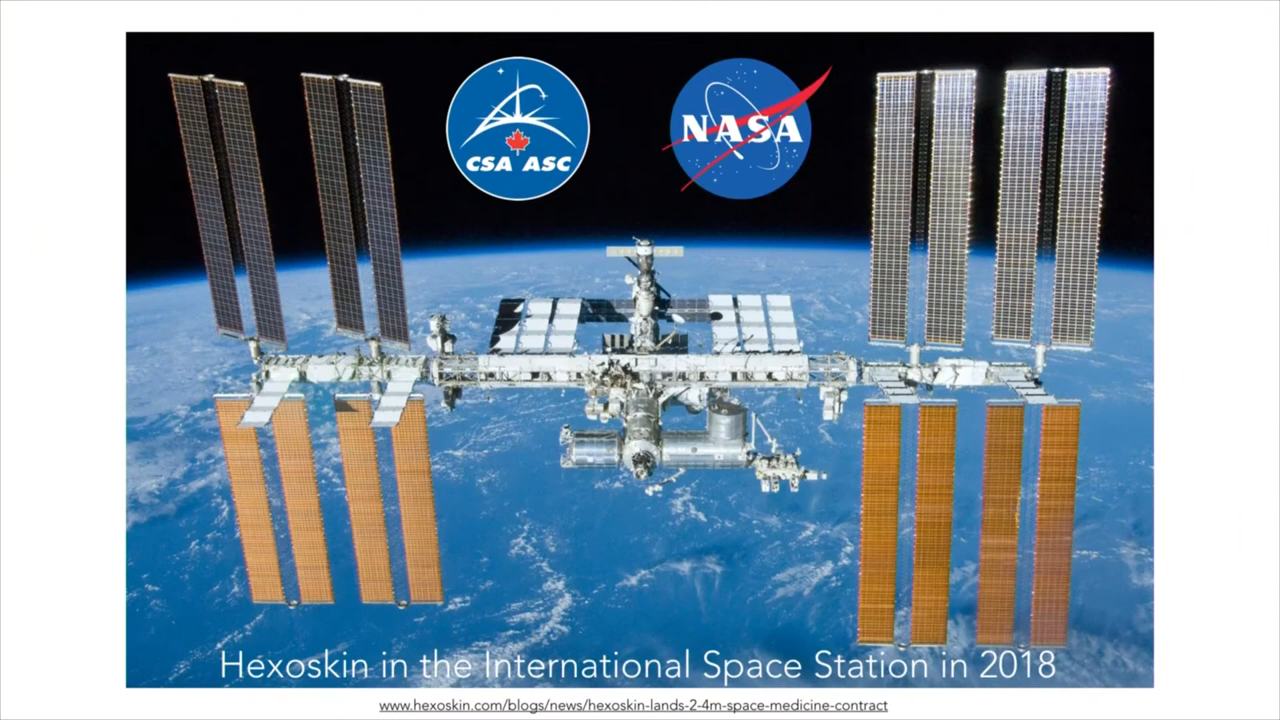 CSA ASC
NASA
Hexoskin in the International Space Station in 2018
www.hexoskin.com/blogs/news/hexoskin-lands-2-4m-space-medicine-contract